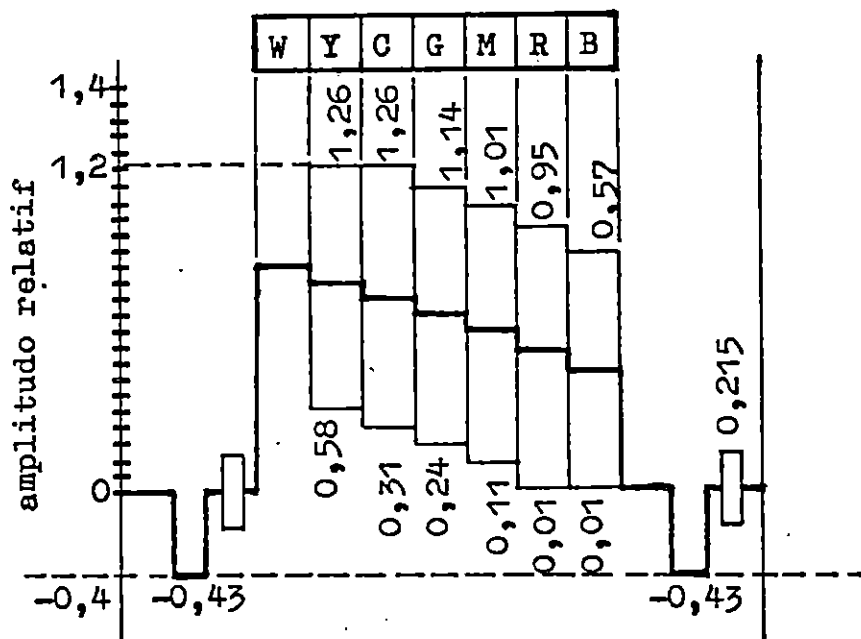 W Y C G M R B
1,4
1,26 1,26 1,14 1,01 0,95 0,57
1,2
amplitudo relatif
0,215
0,58 0,31 0,24 0,11 0,01 0,01
0
-0,4 -0,43 -0,43